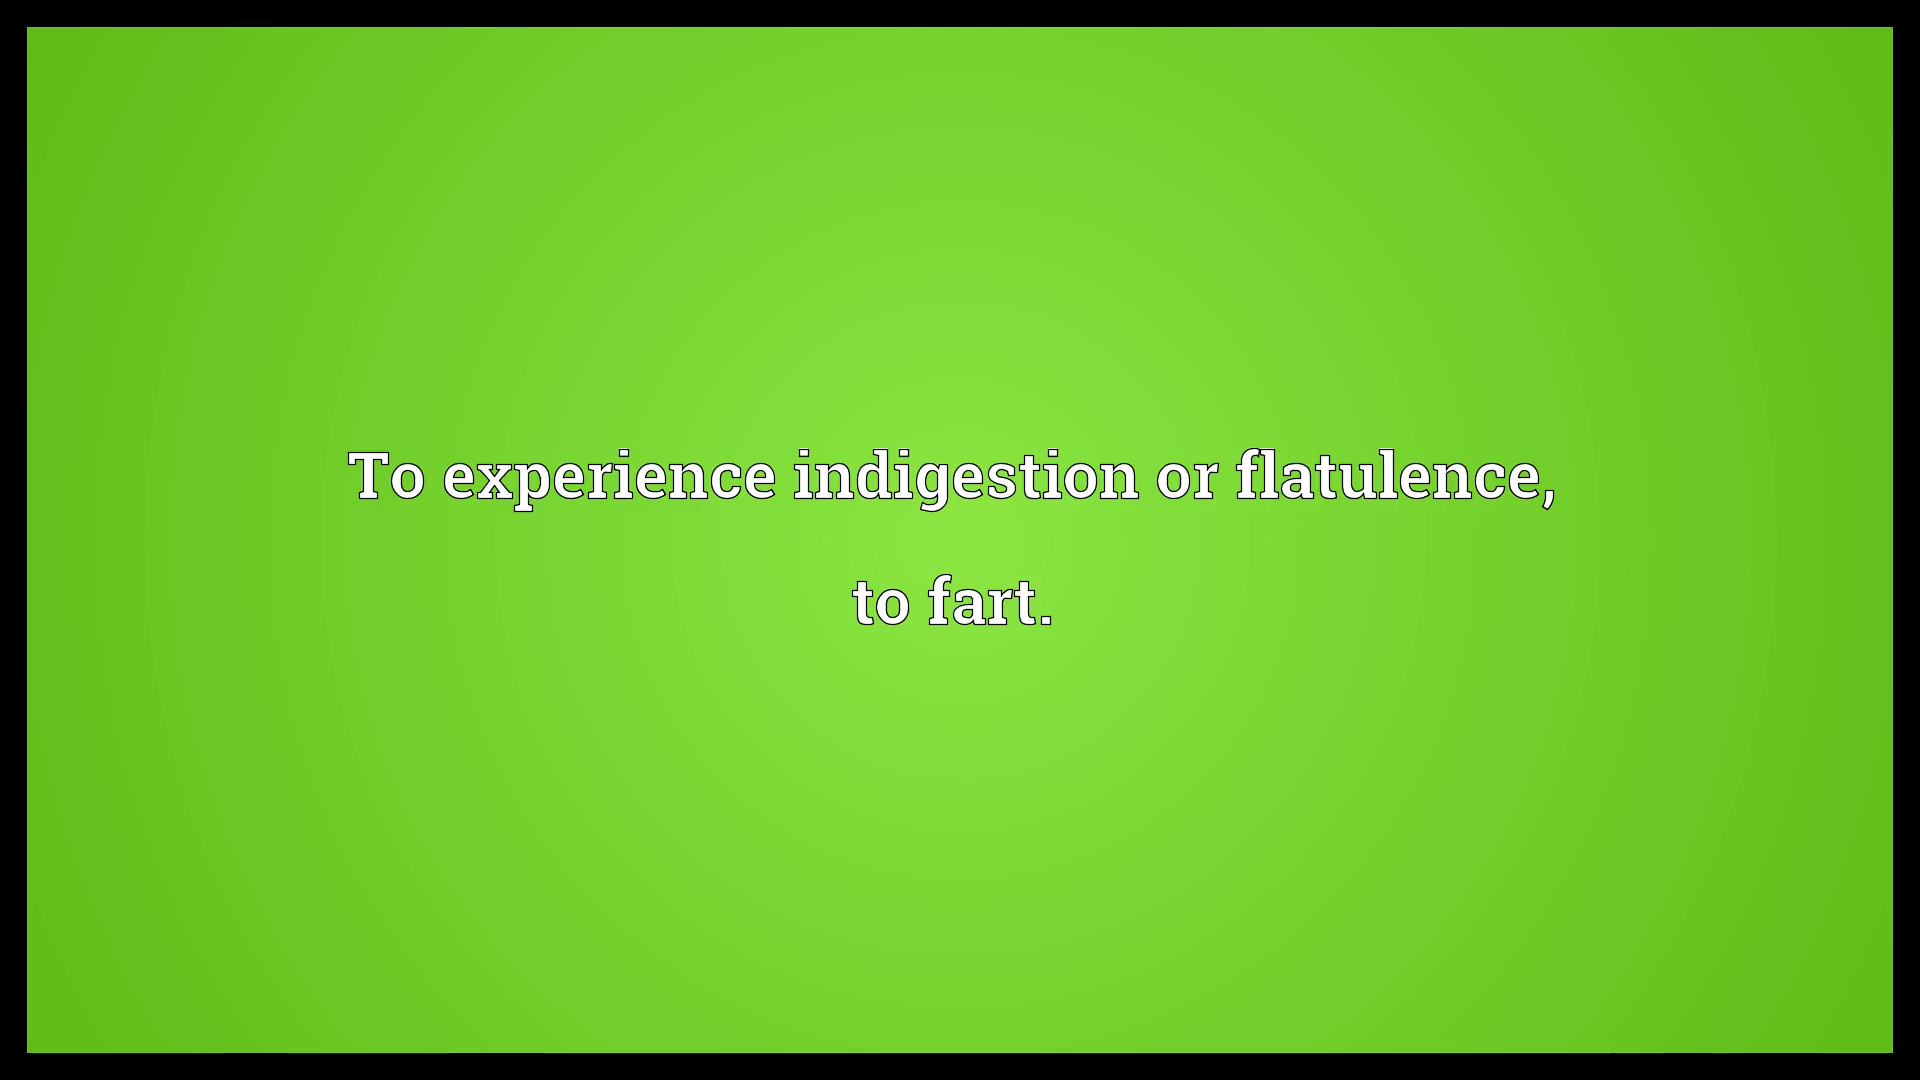 To experience indigestion or flatulence,
to fart.